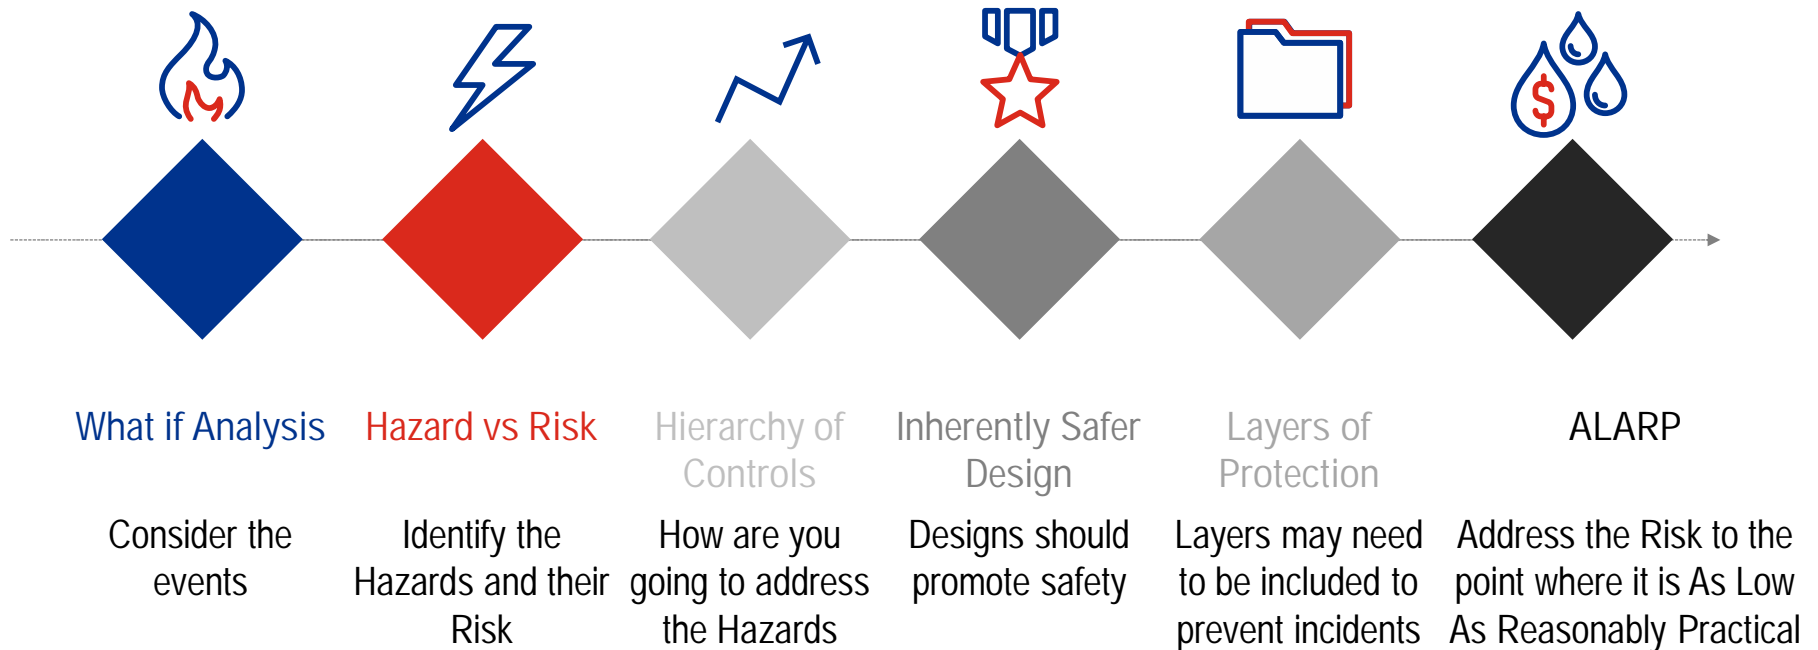 $
What if Analysis
Consider the
events
Hazard vs Risk
Identify the
Hazards and their
Risk
Hierarchy of
Controls
How are you
going to address
the Hazards
Inherently Safer
Design
Designs should
promote safety
Layers of
Protection
Layers may need
to be included to
prevent incidents
ALARP
Address the Risk to the
point where it is As Low
As Reasonably Practical